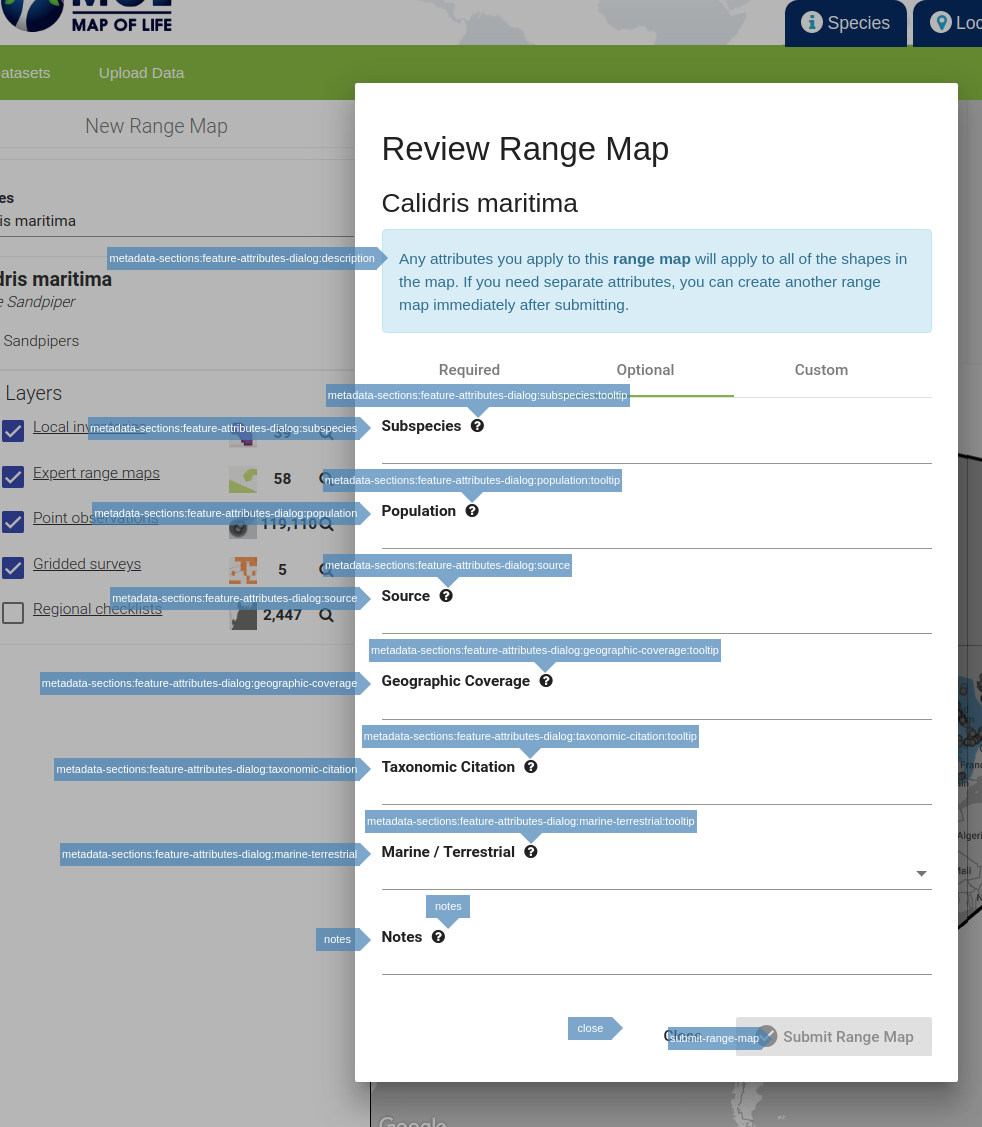 MAP OF LIFE
Species
Loc
atasets
Upload Data
New Range Map
es
is maritima
dris maritima
e Sandpiper
Sandpipers
Layers
Local inv
39
Expert range maps
58
Point observations
119,110
Gridded surveys
5
Regional checklists
2,447
Review Range Map
Calidris maritima
metadata-sections:feature-attributes-dialog:description
Any attributes you apply to this range map will apply to all of the shapes in
the map. If you need separate attributes, you can create another range
map immediately after submitting.
Required
Optional
Custom
metadata-sections:feature-attributes-dialog:subspecies:tooltip
metadata-sections:feature-attributes-dialog:subspecies
Subspecies
metadata-sections:feature-attributes-dialog:population:tooltip
metadata-sections:feature-attributes-dialog:population
Population
metadata-sections:feature-attributes-dialog:source
metadata-sections:feature-attributes-dialog:source
Source
metadata-sections:feature-attributes-dialog:geographic-coverage:tooltip
metadata-sections:feature-attributes-dialog:geographic-coverage
Geographic Coverage
metadata-sections:feature-attributes-dialog:taxonomic-citation:tooltip
metadata-sections:feature-attributes-dialog:taxonomic-citation
Taxonomic Citation
metadata-sections:feature-attributes-dialog:marine-terrestrial:tooltip
metadata-sections:feature-attributes-dialog:marine-terrestrial
Marine / Terrestrial
notes
notes
Notes
close
Close
submit-range-map
Submit Range Map
Franc
Algeri
Mali
Google